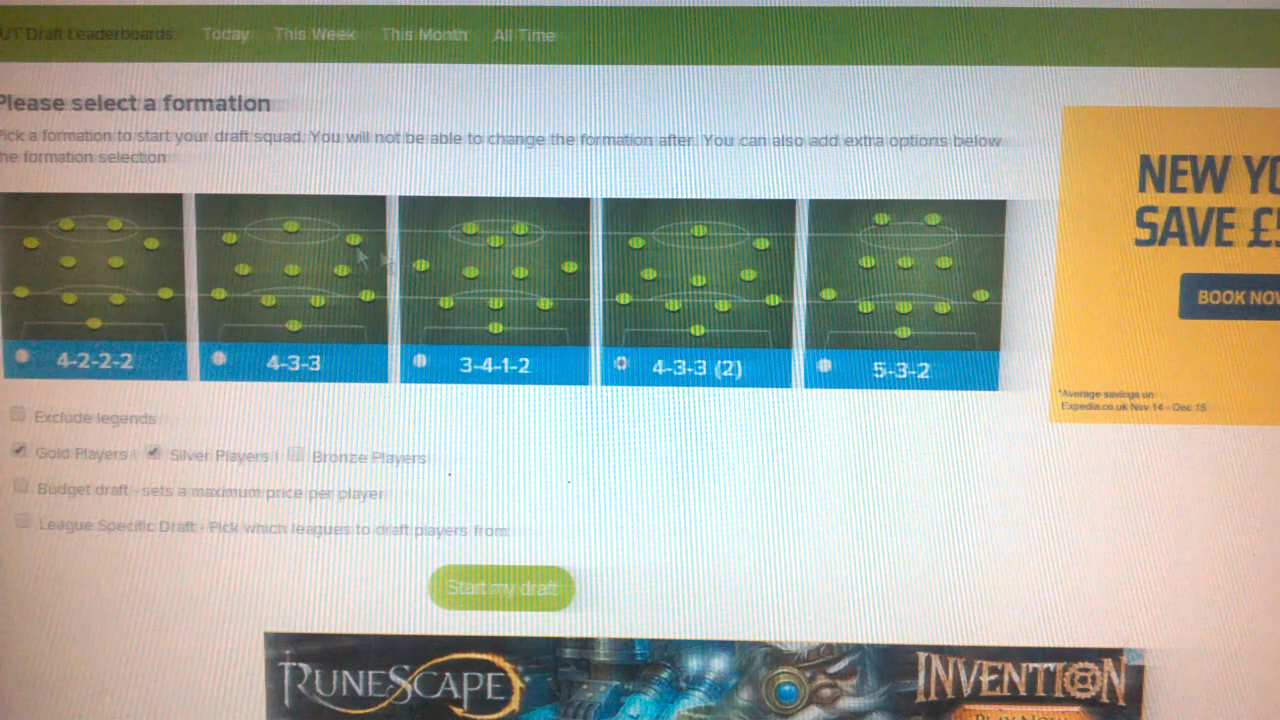 UT Draft Leaderboards Today This Week This Month All Time
Please select a formation
Pick a formation to start your draft squad. You will not be able to change the formation after. You can also add extra options below
he formation selection
4-2-2-2 4-3-3 3-4-1-2 4-3-3 (2) 5-3-2
Exclude legends
Gold Players | Silver Players | Bronze Players
Budget draft - sets a maximum price per player
League Specific Draft - Pick which leagues to draft players from
Start my draft
NEW YO
SAVE £
BOOK NOW
*Average savings on
Expedia.co.uk Nov 14 - Dec 15
RUNESCAPE
INVENTION
PLAY NOW